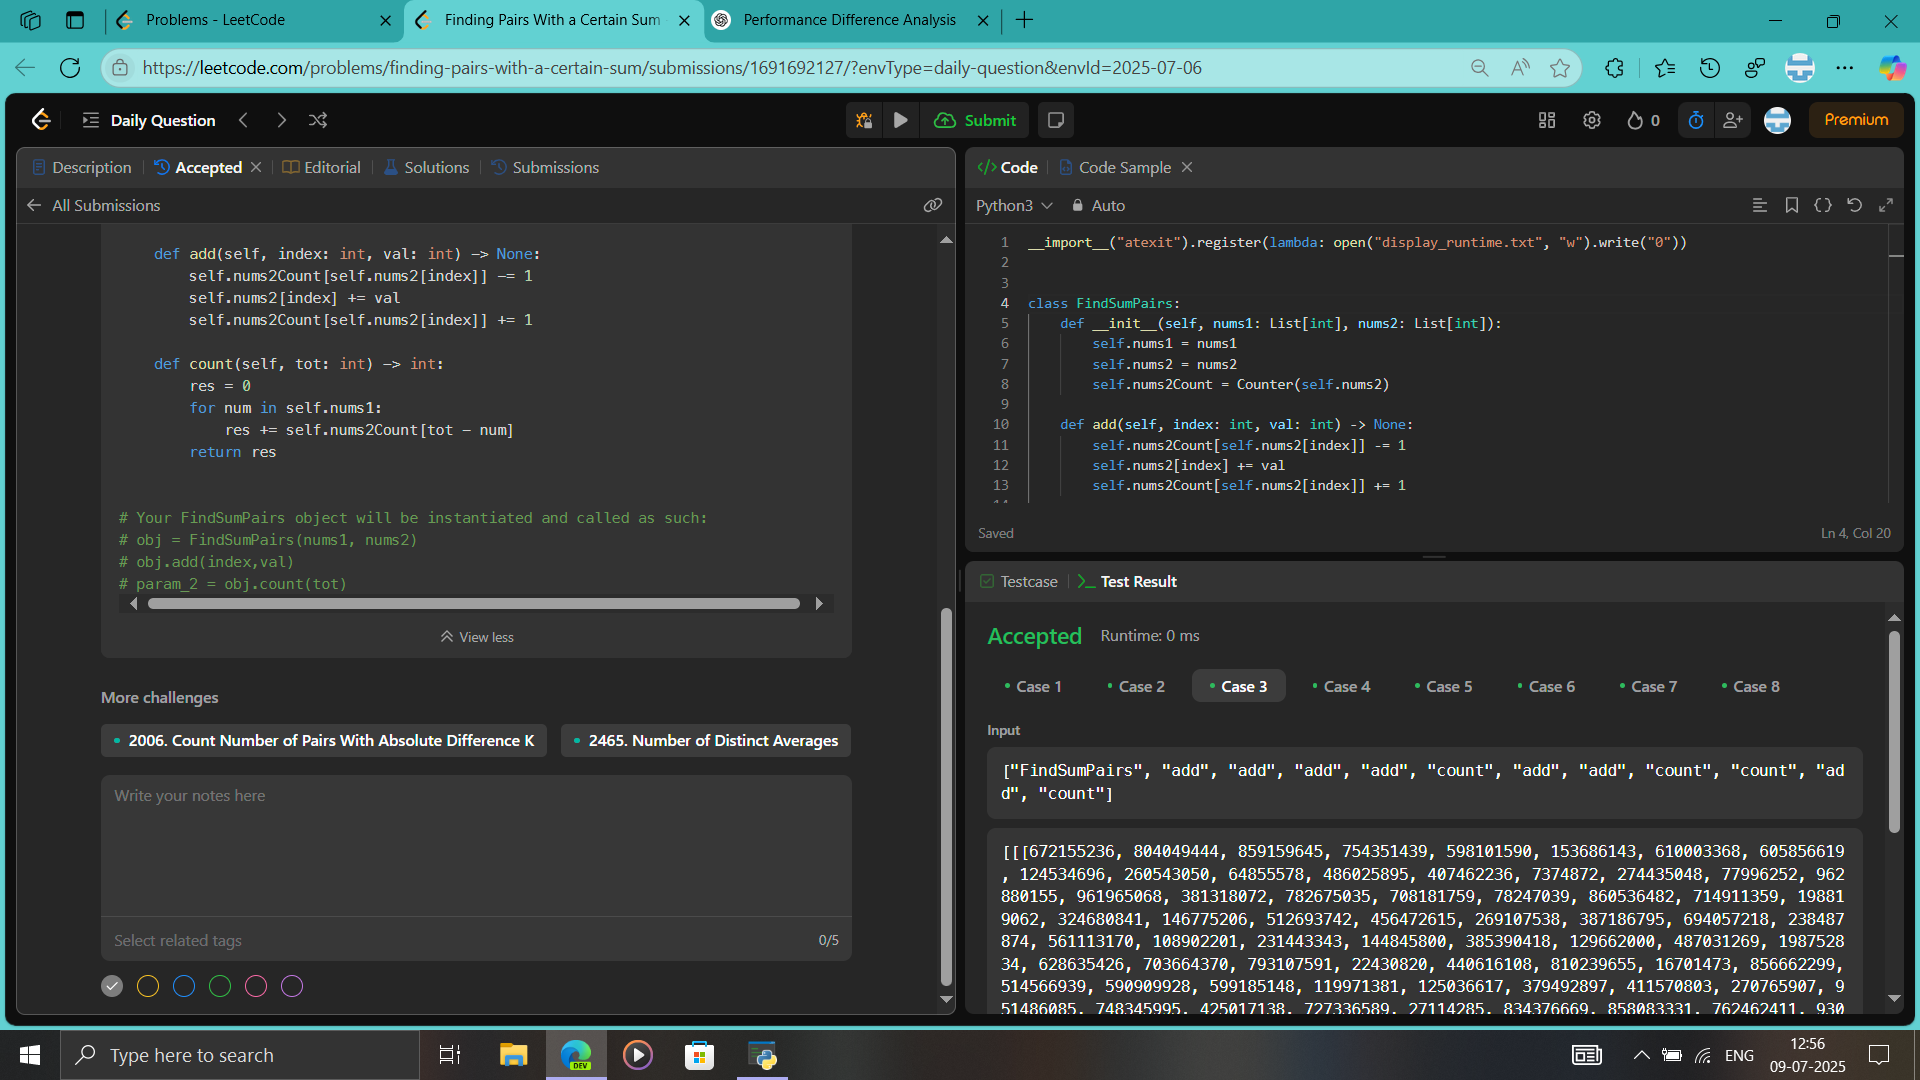 Problems - LeetCode
Finding Pairs With a Certain Sum
Performance Difference Analysis
https://leetcode.com/problems/finding-pairs-with-a-certain-sum/submissions/1691692127/?envType=daily-question&envId=2025-07-06
Daily Question
Submit
0
Premium
Description
Accepted
Editorial
Solutions
Submissions
All Submissions
def add(self, index: int, val: int) -> None:
self.nums2Count[self.nums2[index]] -= 1
self.nums2[index] += val
self.nums2Count[self.nums2[index]] += 1
def count(self, tot: int) -> int:
res = 0
for num in self.nums1:
res += self.nums2Count[tot - num]
return res
# Your FindSumPairs object will be instantiated and called as such:
# obj = FindSumPairs(nums1, nums2)
# obj.add(index,val)
# param_2 = obj.count(tot)
View less
More challenges
2006. Count Number of Pairs With Absolute Difference K
2465. Number of Distinct Averages
Write your notes here
Select related tags
0/5
Code
Code Sample
Python3
Auto
1 __import__("atexit").register(lambda: open("display_runtime.txt", "w").write("0"))
2
3
4 class FindSumPairs:
5 def __init__(self, nums1: List[int], nums2: List[int]):
6 self.nums1 = nums1
7 self.nums2 = nums2
8 self.nums2Count = Counter(self.nums2)
9
10 def add(self, index: int, val: int) -> None:
11 self.nums2Count[self.nums2[index]] -= 1
12 self.nums2[index] += val
13 self.nums2Count[self.nums2[index]] += 1
Saved
Ln 4, Col 20
Testcase
Test Result
Accepted
Runtime: 0 ms
Case 1
Case 2
Case 3
Case 4
Case 5
Case 6
Case 7
Case 8
Input
["FindSumPairs", "add", "add", "add", "add", "count", "add", "add", "count", "count", "ad
d", "count"]
[[[672155236, 804049444, 859159645, 754351439, 598101590, 153686143, 610003368, 605856619
, 124534696, 260543050, 64855578, 486025895, 407462236, 7374872, 274435048, 77996252, 962
880155, 961965068, 381318072, 782675035, 708181759, 78247039, 860536482, 714911359, 19881
9062, 324680841, 146775206, 512693742, 456472615, 269107538, 387186795, 694057218, 238487
874, 561113170, 108902201, 231443343, 144845800, 385390418, 129662000, 487031269, 1987528
34, 628635426, 703664370, 793107591, 22430820, 440616108, 810239655, 16701473, 856662299,
514566939, 590909928, 599185148, 119971381, 125036617, 379492897, 411570803, 270765907, 9
51486085, 748345995, 425017138, 727336589, 27114285, 834376669, 858083331, 762462411, 930
Type here to search
DEV
ENG
12:56
09-07-2025